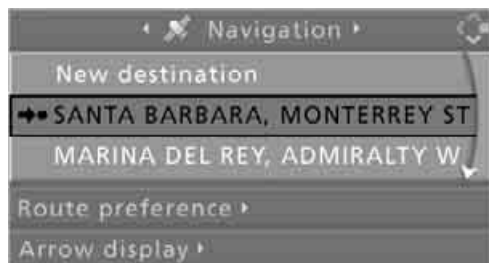 Navigation
New destination
SANTA BARBARA, MONTERREY ST
MARINA DEL REY, ADMIRALTY W
Route preference
Arrow display